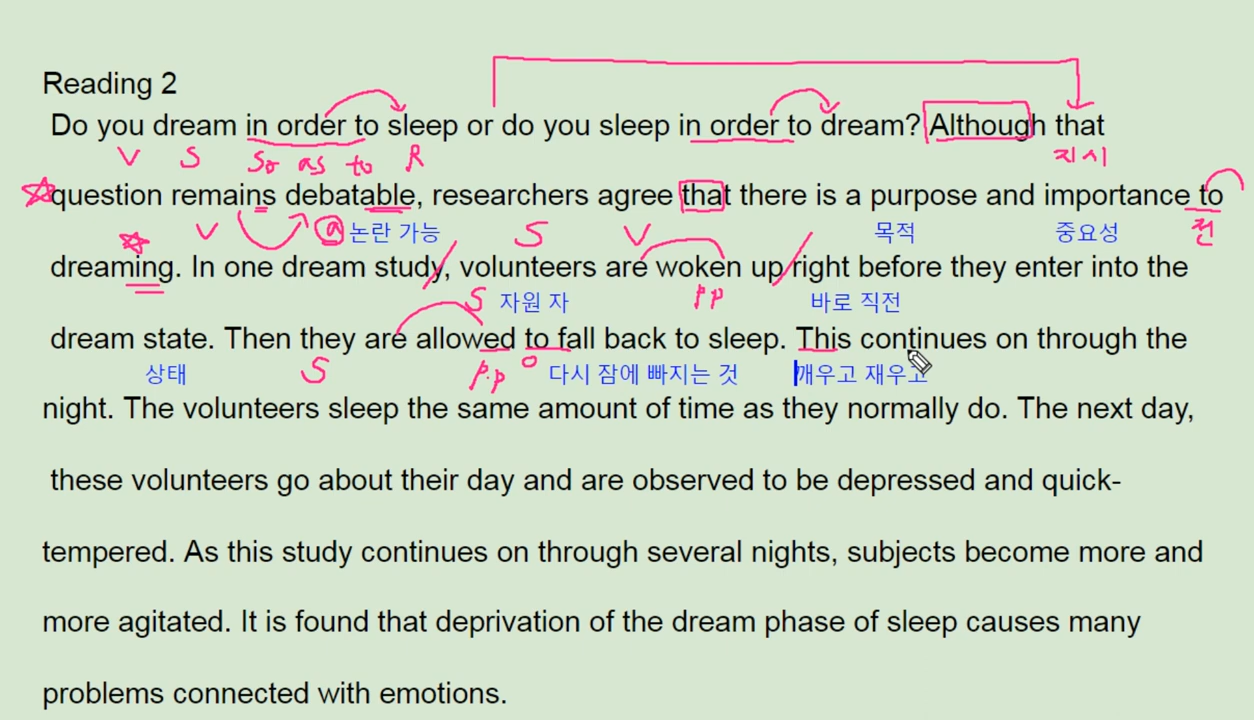 Reading 2
Do you dream in order to sleep or do you sleep in order to dream? Although that
V S So as to R 지시
question remains debatable, researchers agree that there is a purpose and importance to
V ⓐ 논란 가능 S V 목적 중요성 전
dreaming. In one dream study, volunteers are woken up right before they enter into the
S 자원 자 p p 바로 직전
dream state. Then they are allowed to fall back to sleep. This continues on through the
상태 S p.p o 다시 잠에 빠지는 것 깨우고 재우고
night. The volunteers sleep the same amount of time as they normally do. The next day,
these volunteers go about their day and are observed to be depressed and quick-
tempered. As this study continues on through several nights, subjects become more and
more agitated. It is found that deprivation of the dream phase of sleep causes many
problems connected with emotions.